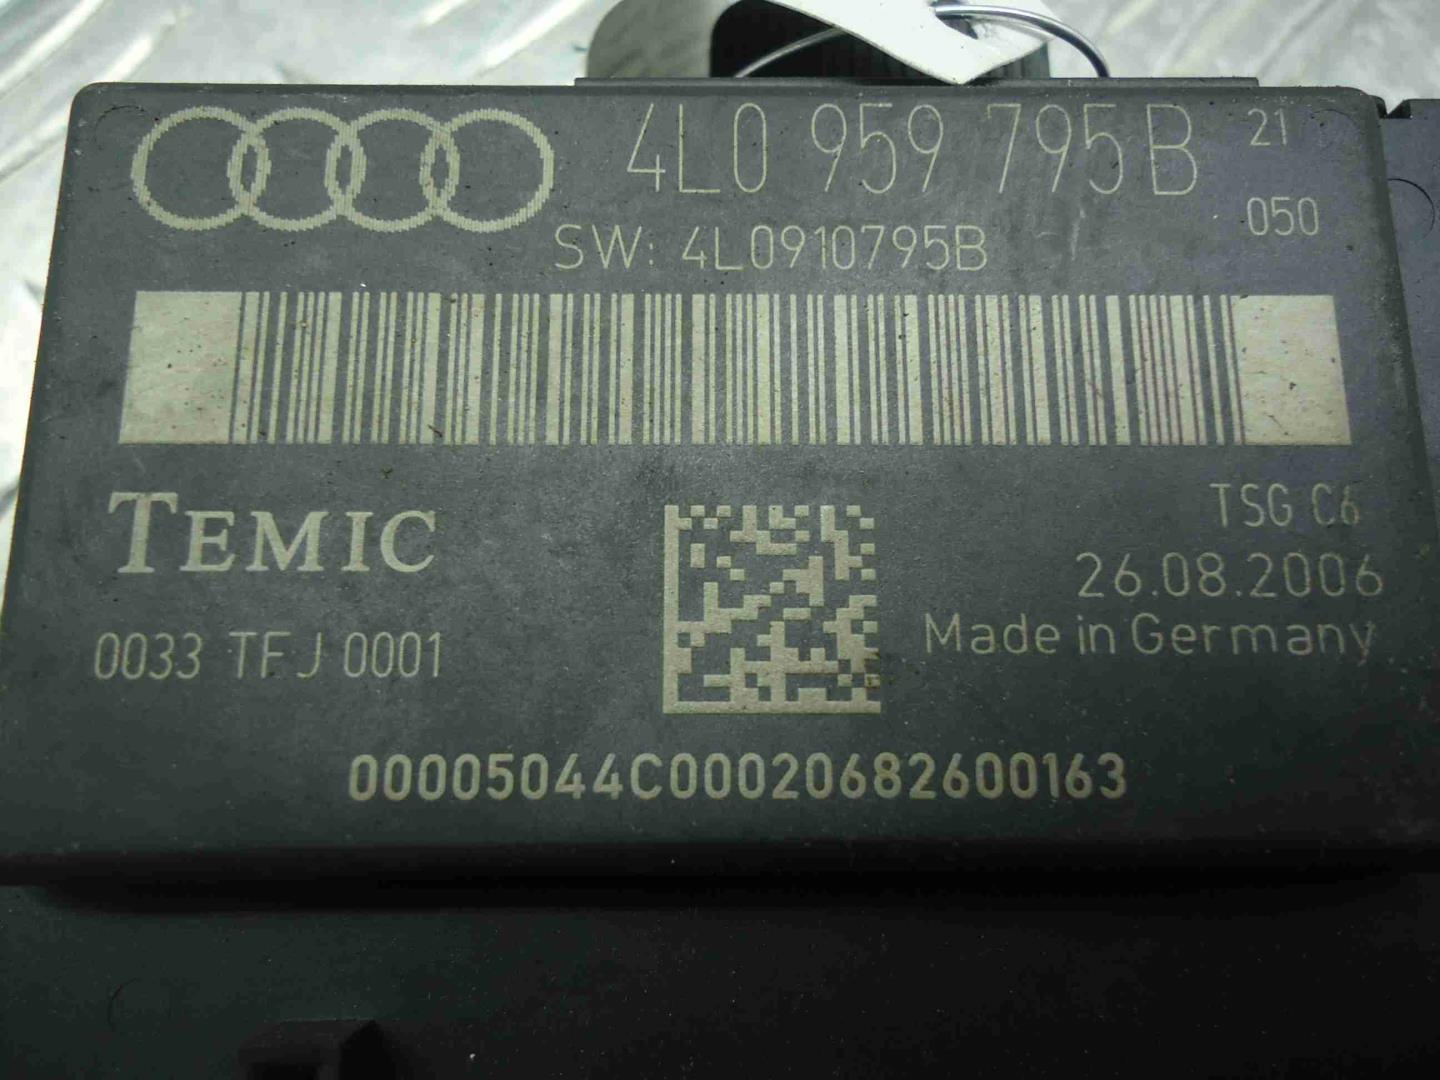 4L0 959 795B 21
050
SW: 4L0910795B
TEMIC
TSG C6
26.08.2006
Made in Germany
0033 TFJ 0001
00005044C00020682600163